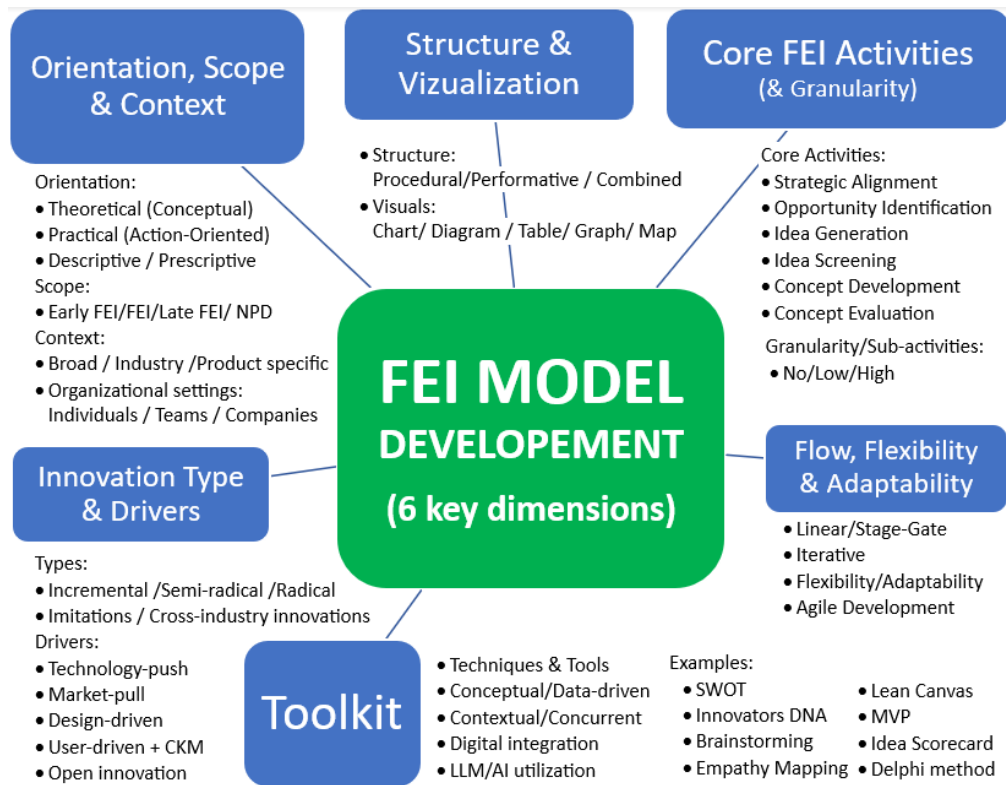 Orientation, Scope
& Context
Orientation:
• Theoretical (Conceptual)
• Practical (Action-Oriented)
• Descriptive / Prescriptive
Scope:
• Early FEI/FEI/Late FEI/ NPD
Context:
• Broad / Industry /Product specific
• Organizational settings:
Individuals / Teams / Companies
Structure &
Vizualization
• Structure:
Procedural/Performative / Combined
• Visuals:
Chart/ Diagram / Table/ Graph/ Map
Core FEI Activities
(& Granularity)
Core Activities:
• Strategic Alignment
• Opportunity Identification
• Idea Generation
• Idea Screening
• Concept Development
• Concept Evaluation
Granularity/Sub-activities:
• No/Low/High
FEI MODEL
DEVELOPEMENT
(6 key dimensions)
Innovation Type
& Drivers
Types:
• Incremental /Semi-radical /Radical
• Imitations / Cross-industry innovations
Drivers:
• Technology-push
• Market-pull
• Design-driven
• User-driven + CKM
• Open innovation
Flow, Flexibility
& Adaptability
• Linear/Stage-Gate
• Iterative
• Flexibility/Adaptability
• Agile Development
Toolkit
• Techniques & Tools
• Conceptual/Data-driven
• Contextual/Concurrent
• Digital integration
• LLM/AI utilization
Examples:
• SWOT
• Innovators DNA
• Brainstorming
• Empathy Mapping
• Lean Canvas
• MVP
• Idea Scorecard
• Delphi method